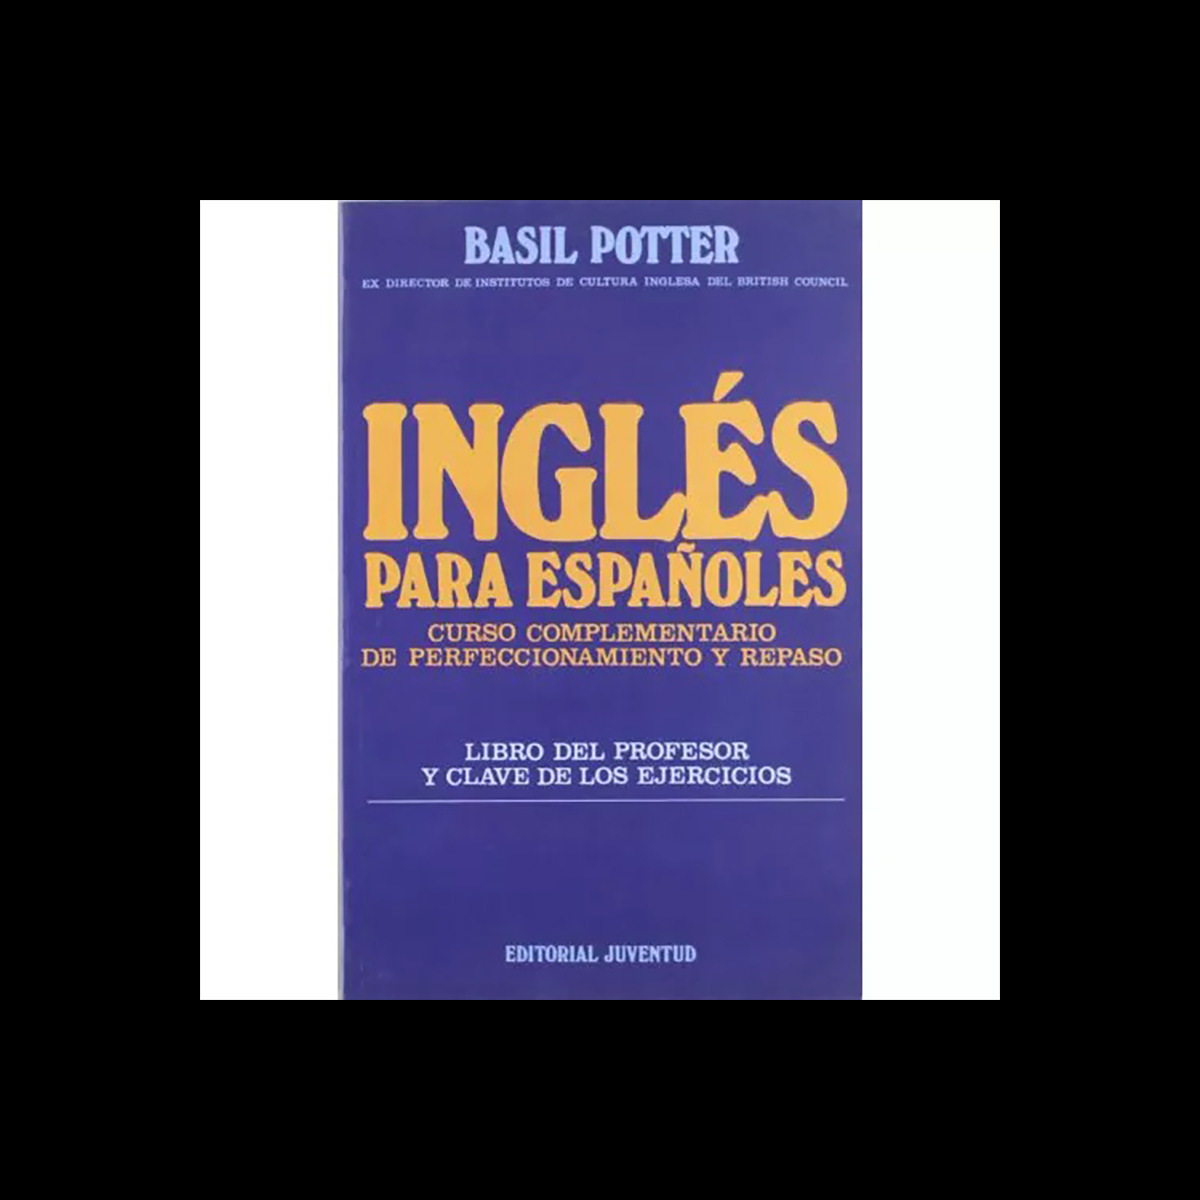 BASIL POTTER
EX DIRECTOR DE INSTITUTOS DE CULTURA INGLESA DEL BRITISH COUNCIL
INGLÉS
PARA ESPAÑOLES
CURSO COMPLEMENTARIO
DE PERFECCIONAMIENTO Y REPASO
LIBRO DEL PROFESOR
Y CLAVE DE LOS EJERCICIOS
EDITORIAL JUVENTUD